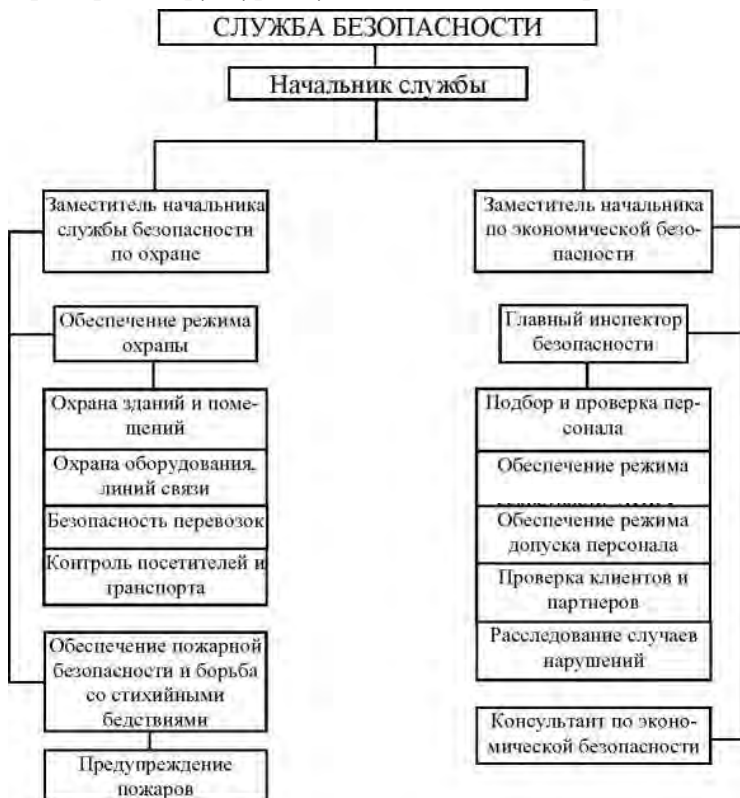 СЛУЖБА БЕЗОПАСНОСТИ
Начальник службы
Заместитель начальника
службы безопасности
по охране
Обеспечение режима
охраны
Охрана зданий и поме-
щений
Охрана оборудования,
линий связи
Безопасность перевозок
Контроль посетителей и
транспорта
Обеспечение пожарной
безопасности и борьба
со стихийными
бедствиями
Предупреждение
пожаров
Заместитель начальника
по экономической безо-
пасности
Главный инспектор
безопасности
Подбор и проверка пер-
сонала
Обеспечение режима
Обеспечение режима
допуска персонала
Проверка клиентов и
партнеров
Расследование случаев
нарушений
Консультант по эконо-
мической безопасности